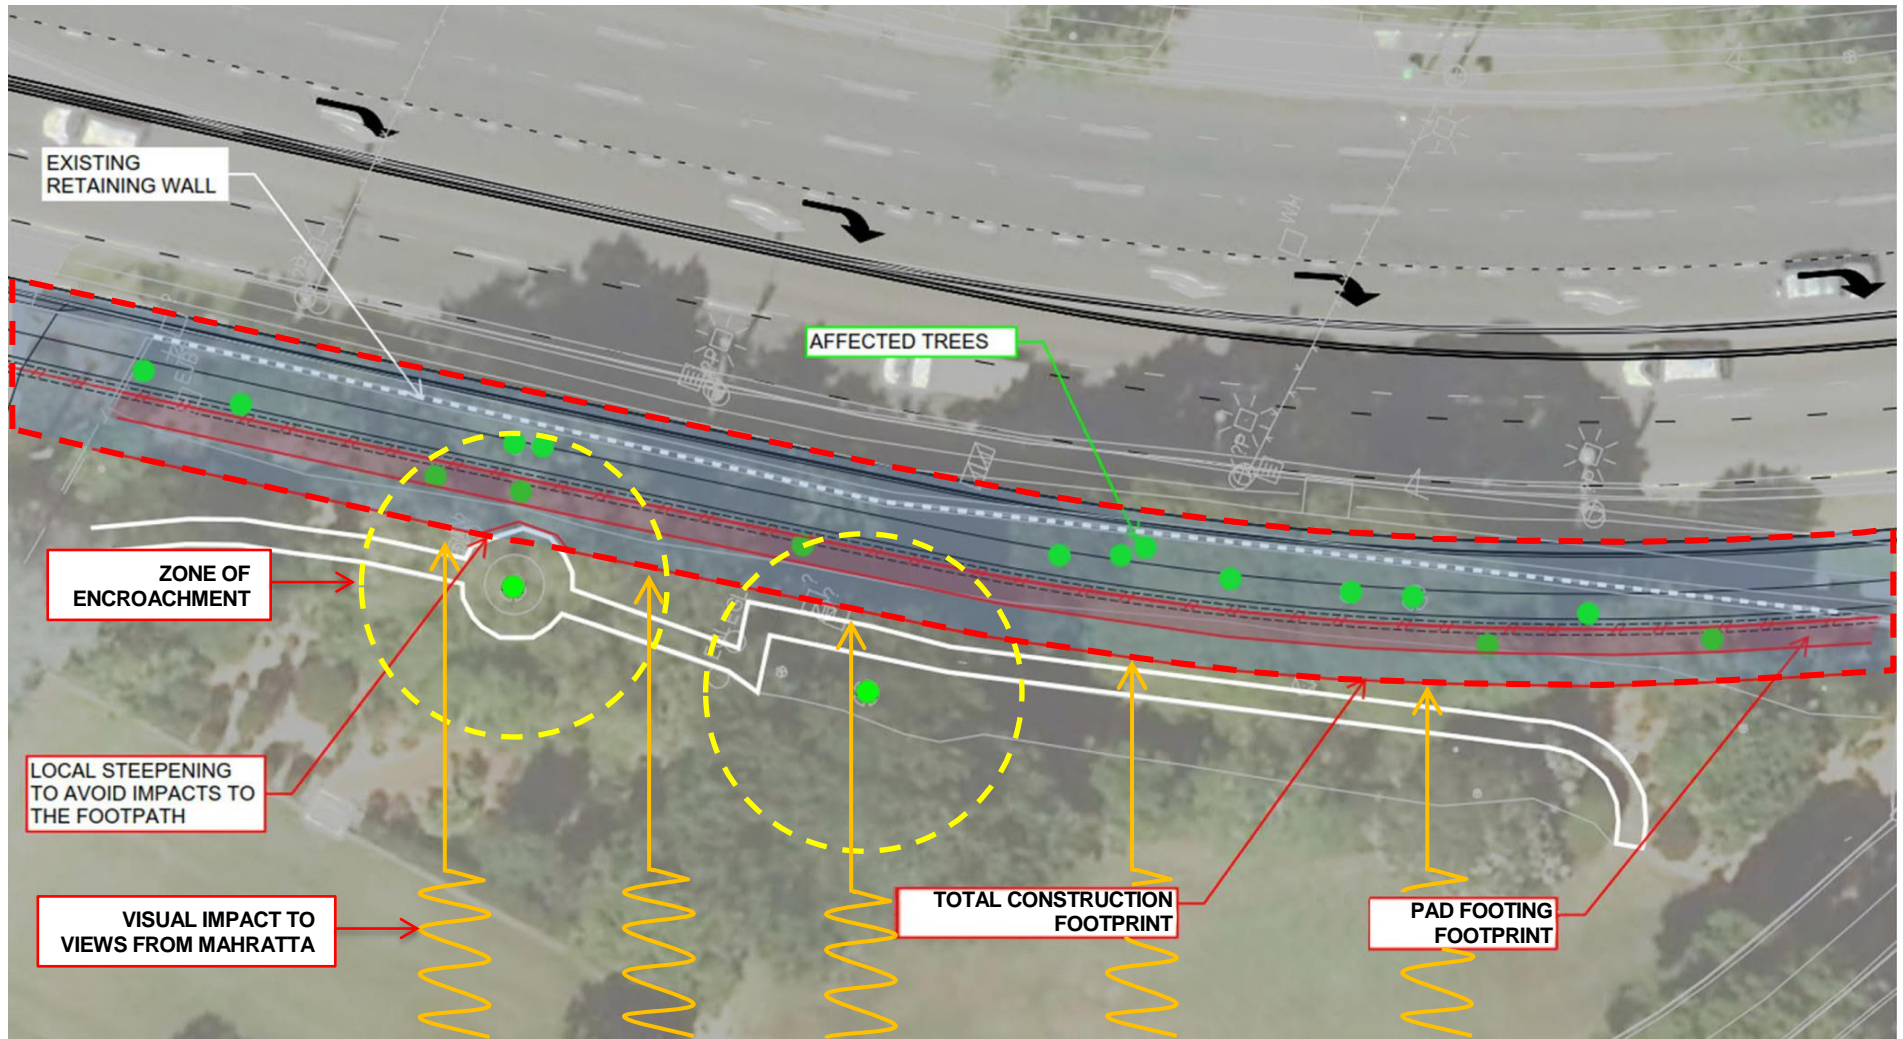 EXISTING
RETAINING WALL
AFFECTED TREES
ZONE OF
ENCROACHMENT
LOCAL STEEPENING
TO AVOID IMPACTS TO
THE FOOTPATH
VISUAL IMPACT TO
VIEWS FROM MAHRATTA
TOTAL CONSTRUCTION
FOOTPRINT
PAD FOOTING
FOOTPRINT